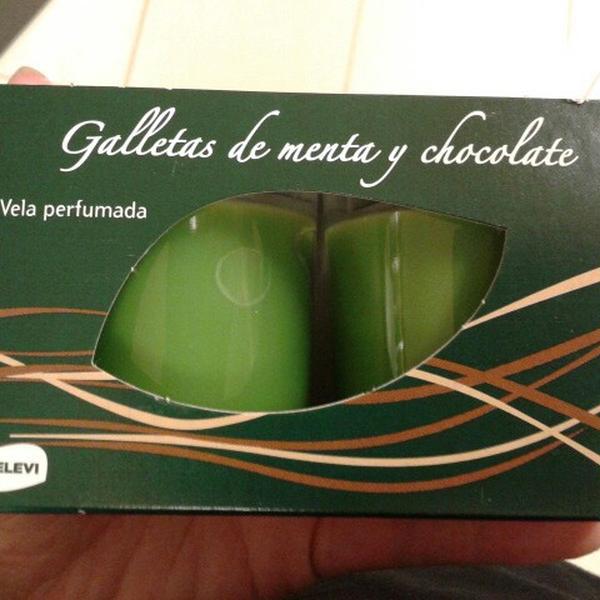 Galletas de menta y chocolate
Vela perfumada
ELEVI